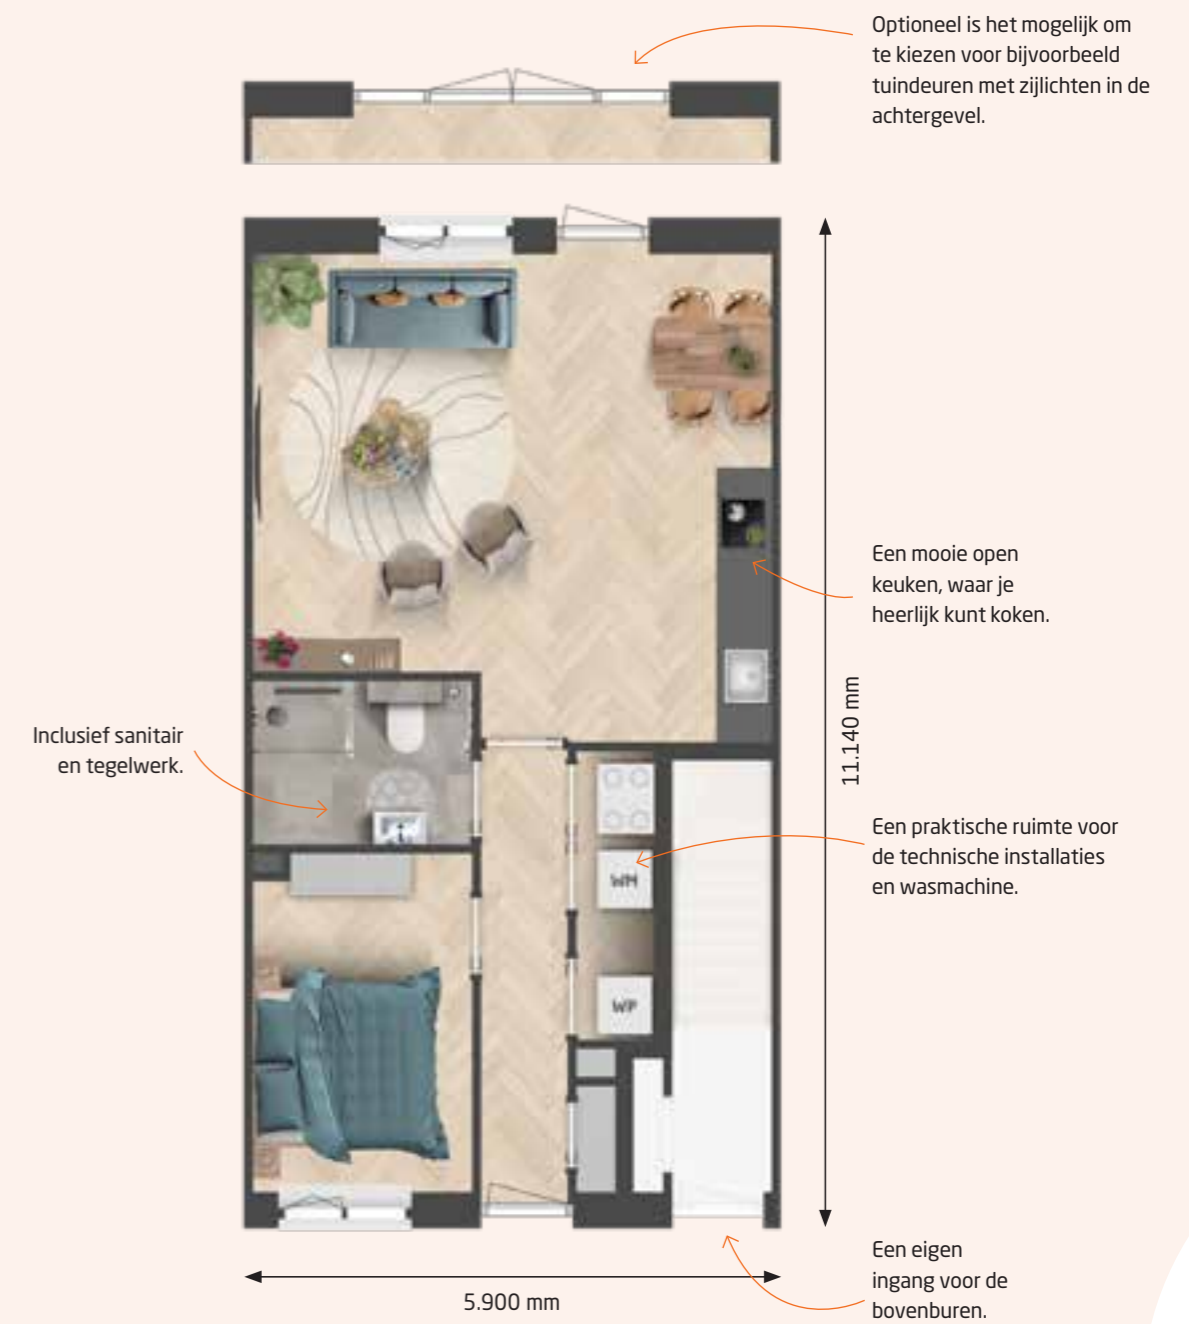 Optioneel is het mogelijk om
te kiezen voor bijvoorbeeld
tuindeuren met zijlichten in de
achtergevel.
Een mooie open
keuken, waar je
heerlijk kunt koken.
11.140 mm
Inclusief sanitair
en tegelwerk.
Een praktische ruimte voor
de technische installaties
en wasmachine.
WM
WP
Een eigen
ingang voor de
bovenburen.
5.900 mm